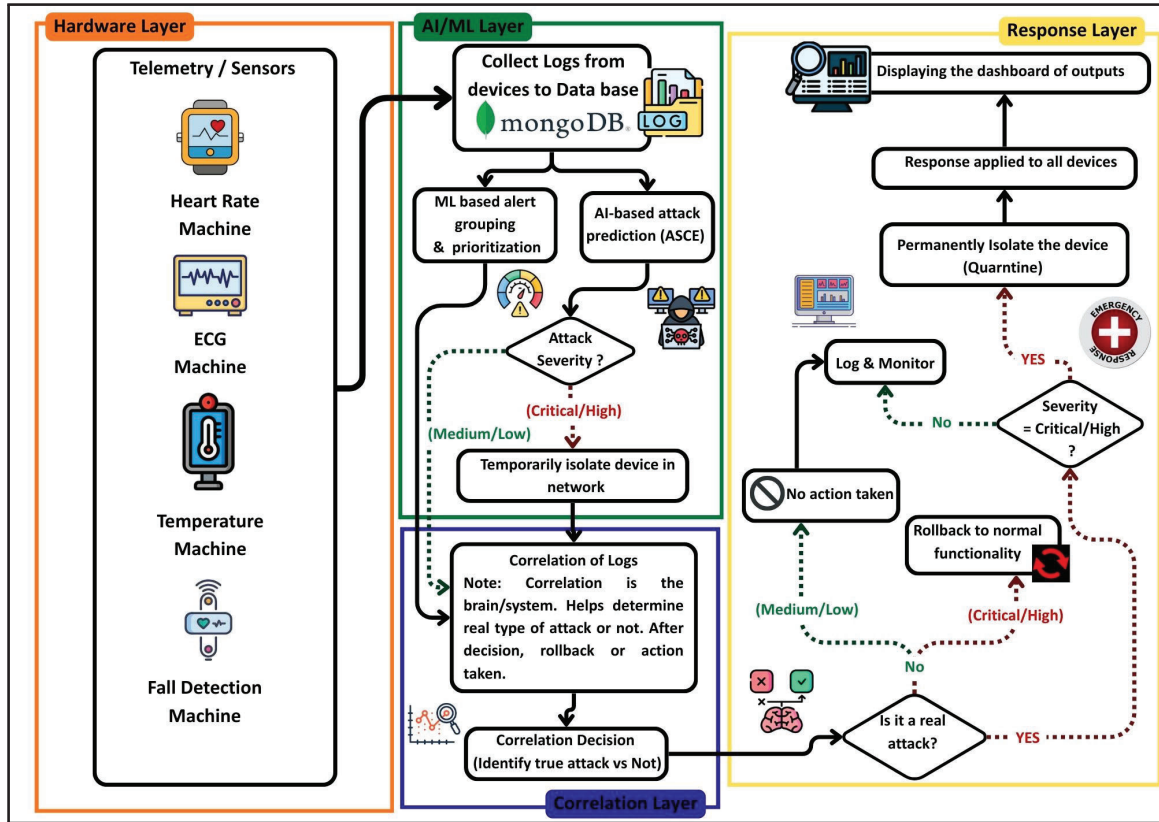 Hardware Layer
Telemetry / Sensors
Heart Rate
Machine
ECG
Machine
Temperature
Machine
Fall Detection
Machine
AI/ML Layer
Collect Logs from
devices to Data base
mongoDB®
LOG
ML based alert
grouping
& prioritization
AI-based attack
prediction (ASCE)
Attack
Severity ?
(Critical/High)
(Medium/Low)
Temporarily isolate device in
network
Correlation of Logs
Note: Correlation is the
brain/system. Helps determine
real type of attack or not. After
decision, rollback or action
taken.
Correlation Decision
(Identify true attack vs Not)
Correlation Layer
Response Layer
Displaying the dashboard of outputs
Response applied to all devices
Permanently Isolate the device
(Quarntine)
EMERGENCY
RESPONSE
YES
Log & Monitor
No
Severity
= Critical/High
?
No action taken
Rollback to normal
functionality
(Medium/Low)
(Critical/High)
No
Is it a real
attack?
YES